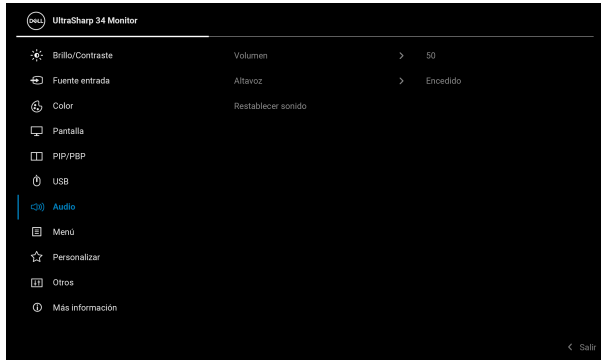 DELL UltraSharp 34 Monitor
Brillo/Contraste Volumen > 50
Fuente entrada Altavoz > Encedido
Color Restablecer sonido
Pantalla
PIP/PBP
USB
Audio
Menú
Personalizar
Otros
Más información
< Salir